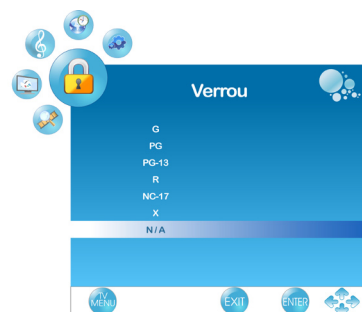 Verrou
G
PG
PG-13
R
NC-17
X
N/A
TV
MENU
EXIT
ENTER